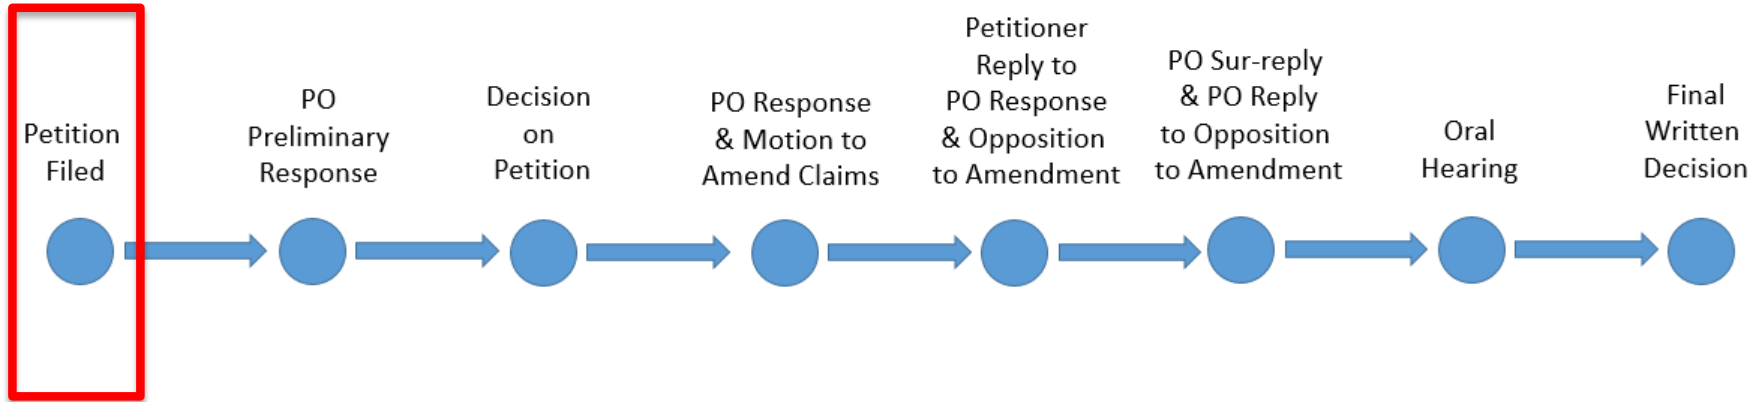 Petition
Filed
PO
Preliminary
Response
Decision
on
Petition
PO Response
& Motion to
Amend Claims
Petitioner
Reply to
PO Response
& Opposition
to Amendment
PO Sur-reply
& PO Reply
to Opposition
to Amendment
Oral
Hearing
Final
Written
Decision